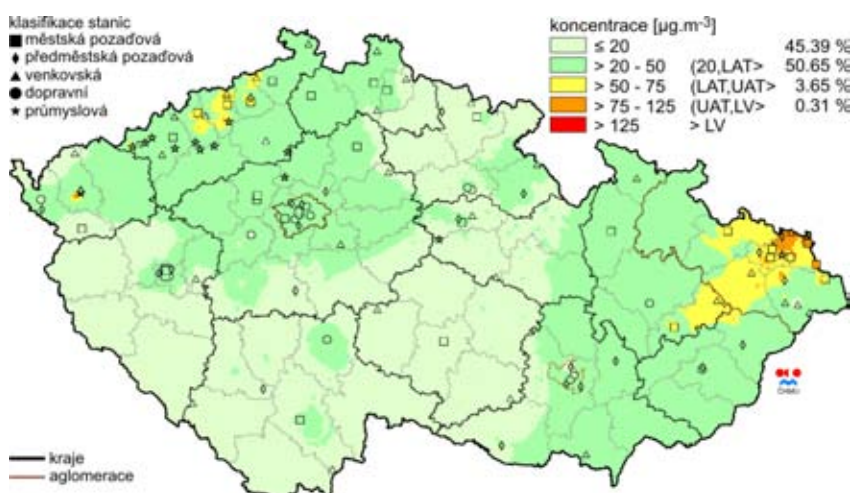 klasifikace stanic
městská pozaďová
předměstská pozaďová
venkovská
dopravní
průmyslová
koncentrace [µg.m⁻³]
≤ 20 45.39 %
> 20 - 50 (20,LAT> 50.65 %
> 50 - 75 (LAT,UAT> 3.65 %
> 75 - 125 (UAT,LV> 0.31 %
> 125 > LV
kraje
aglomerace